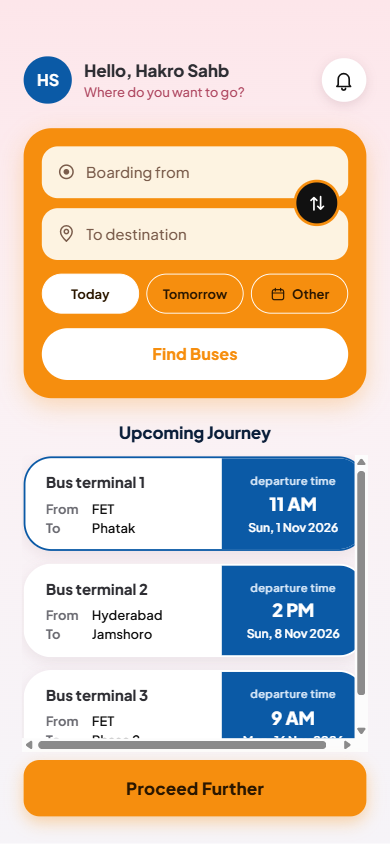 HS
Hello, Hakro Sahb
Where do you want to go?
Boarding from
To destination
Today
Tomorrow
Other
Find Buses
Upcoming Journey
Bus terminal 1
From FET
To Phatak
departure time
11 AM
Sun, 1 Nov 2026
Bus terminal 2
From Hyderabad
To Jamshoro
departure time
2 PM
Sun, 8 Nov 2026
Bus terminal 3
From FET
departure time
9 AM
Proceed Further